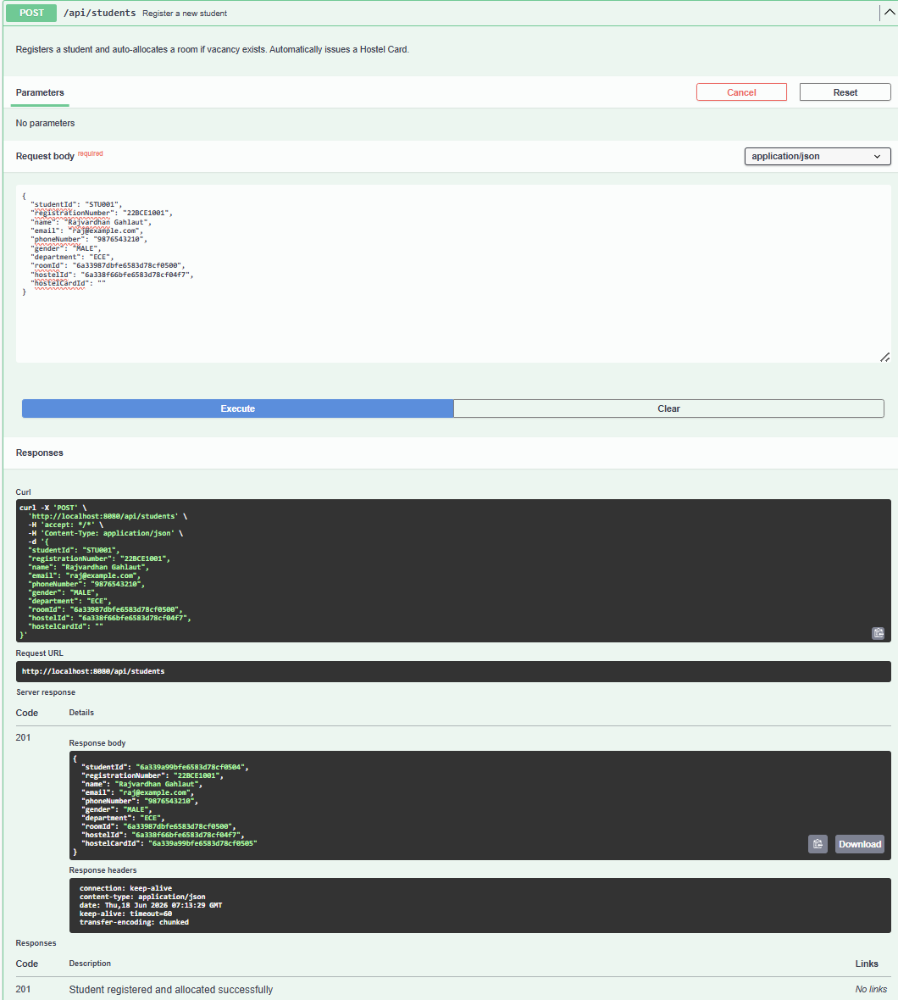 POST /api/students Register a new student
Registers a student and auto-allocates a room if vacancy exists. Automatically issues a Hostel Card.
Parameters
Cancel
Reset
No parameters
Request body required
application/json
{
  "studentId": "STU001",
  "registrationNumber": "22BCE1001",
  "name": "Rajvardhan Gahlaut",
  "email": "raj@example.com",
  "phoneNumber": "9876543210",
  "gender": "MALE",
  "department": "ECE",
  "roomId": "6a33987dbfe6583d78cf0500",
  "hostelId": "6a338f66bfe6583d78cf04f7",
  "hostelCardId": ""
}
Execute
Clear
Responses
Curl
curl -X 'POST' \
  'http://localhost:8080/api/students' \
  -H 'accept: */*' \
  -H 'Content-Type: application/json' \
  -d '{
  "studentId": "STU001",
  "registrationNumber": "22BCE1001",
  "name": "Rajvardhan Gahlaut",
  "email": "raj@example.com",
  "phoneNumber": "9876543210",
  "gender": "MALE",
  "department": "ECE",
  "roomId": "6a33987dbfe6583d78cf0500",
  "hostelId": "6a338f66bfe6583d78cf04f7",
  "hostelCardId": ""
}'
Request URL
http://localhost:8080/api/students
Server response
Code Details
201
Response body
{
  "studentId": "6a339a99bfe6583d78cf0504",
  "registrationNumber": "22BCE1001",
  "name": "Rajvardhan Gahlaut",
  "email": "raj@example.com",
  "phoneNumber": "9876543210",
  "gender": "MALE",
  "department": "ECE",
  "roomId": "6a33987dbfe6583d78cf0500",
  "hostelId": "6a338f66bfe6583d78cf04f7",
  "hostelCardId": "6a339a99bfe6583d78cf0505"
}
Download
Response headers
connection: keep-alive
content-type: application/json
date: Thu,18 Jun 2026 07:13:29 GMT
keep-alive: timeout=60
transfer-encoding: chunked
Responses
Code Description Links
201 Student registered and allocated successfully No links